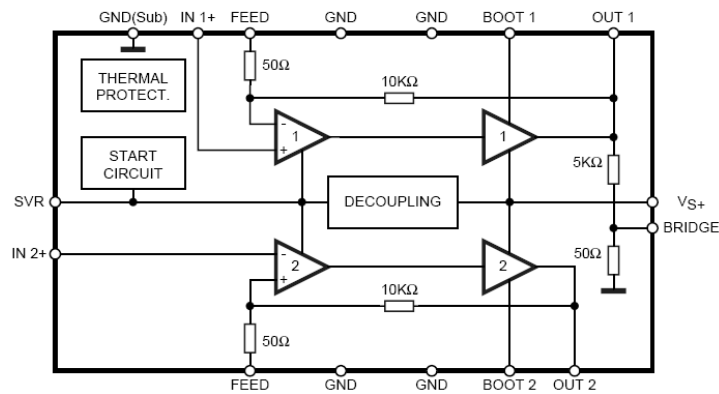 GND(Sub) IN 1+ FEED GND GND BOOT 1 OUT 1
50Ω
10KΩ
THERMAL
PROTECT.
-
+
1
1
START
CIRCUIT
5KΩ
SVR
DECOUPLING
VS+
BRIDGE
IN 2+
-
+
2
2
50Ω
10KΩ
50Ω
FEED GND GND BOOT 2 OUT 2